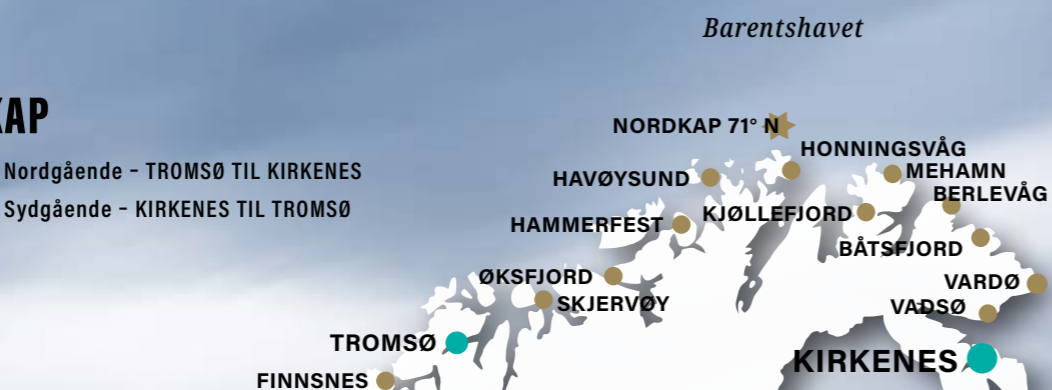 Barentshavet
KAP
Nordgående – TROMSØ TIL KIRKENES
Sydgående – KIRKENES TIL TROMSØ
NORDKAP 71° N
HONNINGSVÅG
HAVØYSUND
MEHAMN
BERLEVÅG
KJØLLEFJORD
HAMMERFEST
BÅTSFJORD
ØKSFJORD
VARDØ
SKJERVØY
VADSØ
TROMSØ
KIRKENES
FINNSNES